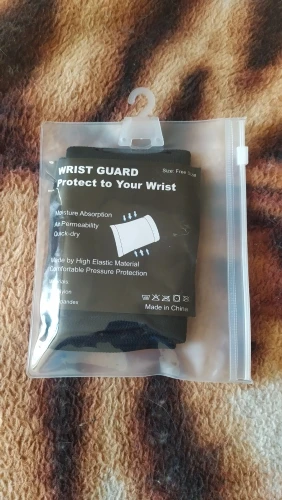 WRIST GUARD
Size: Free Size
Protect to Your Wrist
Moisture Absorption
Air Permeability
Quick-dry
Made by High Elastic Material
Comfortable Pressure Protection
Made in China